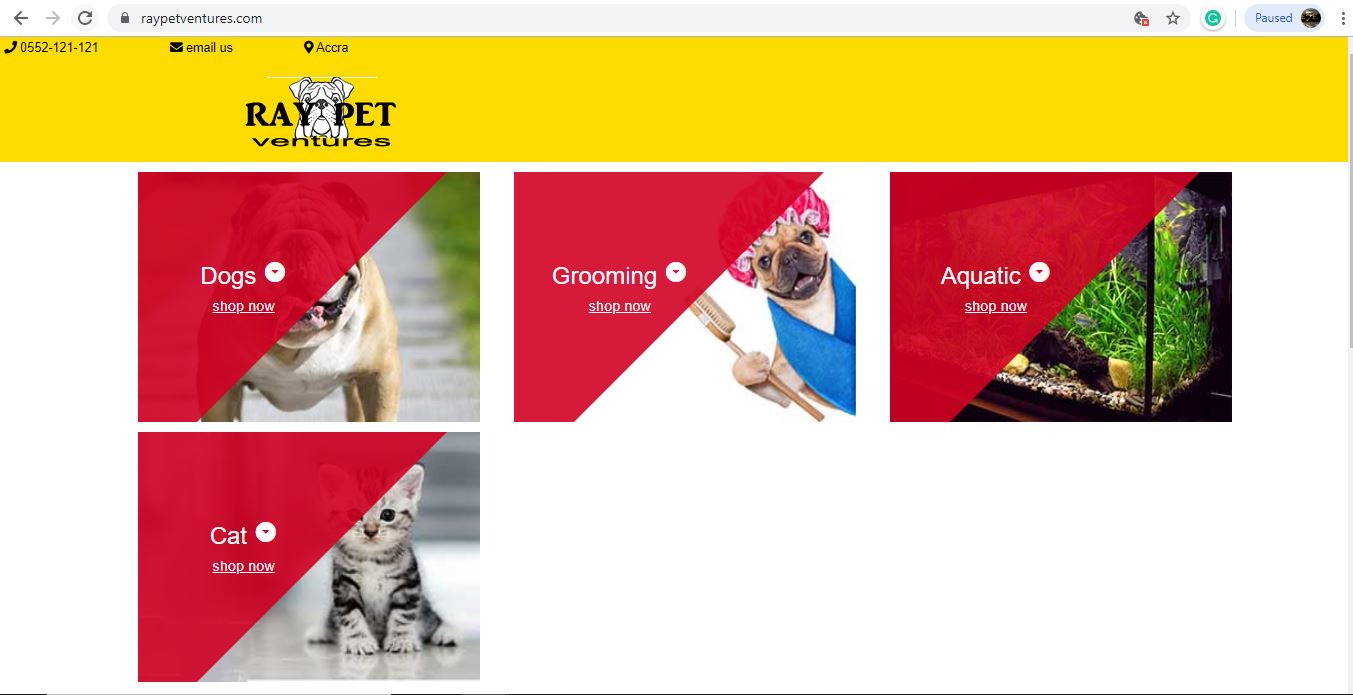 raypetventures.com
Paused
0552-121-121 email us Accra
RAY PET
ventures
Dogs
shop now
Grooming
shop now
Aquatic
shop now
Cat
shop now